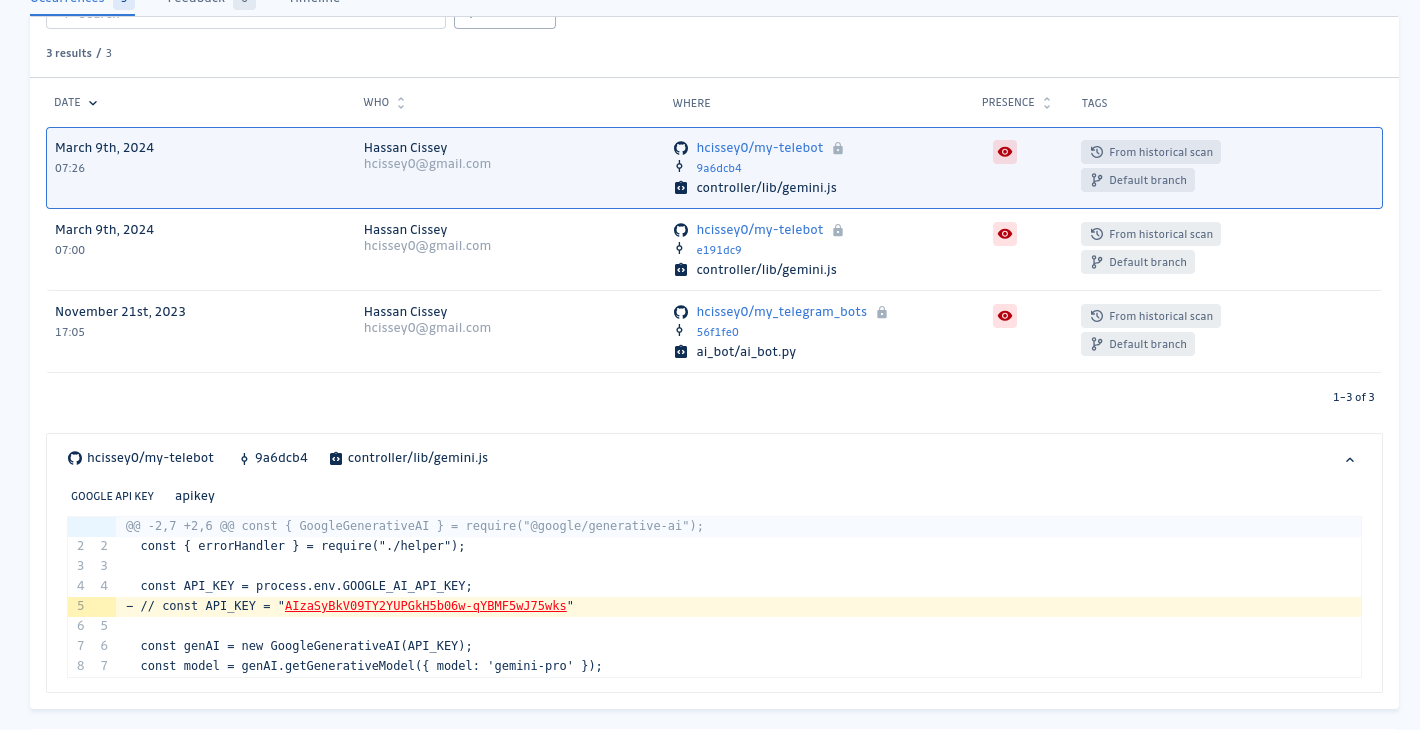 Occurrences Feedback Timeline
3 results / 3
DATE WHO WHERE PRESENCE TAGS
March 9th, 2024 Hassan Cissey hcissey0/my-telebot From historical scan
07:26 hcissey0@gmail.com 9a6dcb4 Default branch
controller/lib/gemini.js
March 9th, 2024 Hassan Cissey hcissey0/my-telebot From historical scan
07:00 hcissey0@gmail.com e191dc9 Default branch
controller/lib/gemini.js
November 21st, 2023 Hassan Cissey hcissey0/my_telegram_bots From historical scan
17:05 hcissey0@gmail.com 56f1fe0 Default branch
ai_bot/ai_bot.py
1–3 of 3
hcissey0/my-telebot 9a6dcb4 controller/lib/gemini.js
GOOGLE API KEY apikey
@@ -2,7 +2,6 @@ const { GoogleGenerativeAI } = require("@google/generative-ai");
2 2 const { errorHandler } = require("./helper");
3 3
4 4 const API_KEY = process.env.GOOGLE_AI_API_KEY;
5 – // const API_KEY = "AIzaSyBkV09TY2YUPGkH5b06w-qYBMF5wJ75wks"
6 5
7 6 const genAI = new GoogleGenerativeAI(API_KEY);
8 7 const model = genAI.getGenerativeModel({ model: 'gemini-pro' });